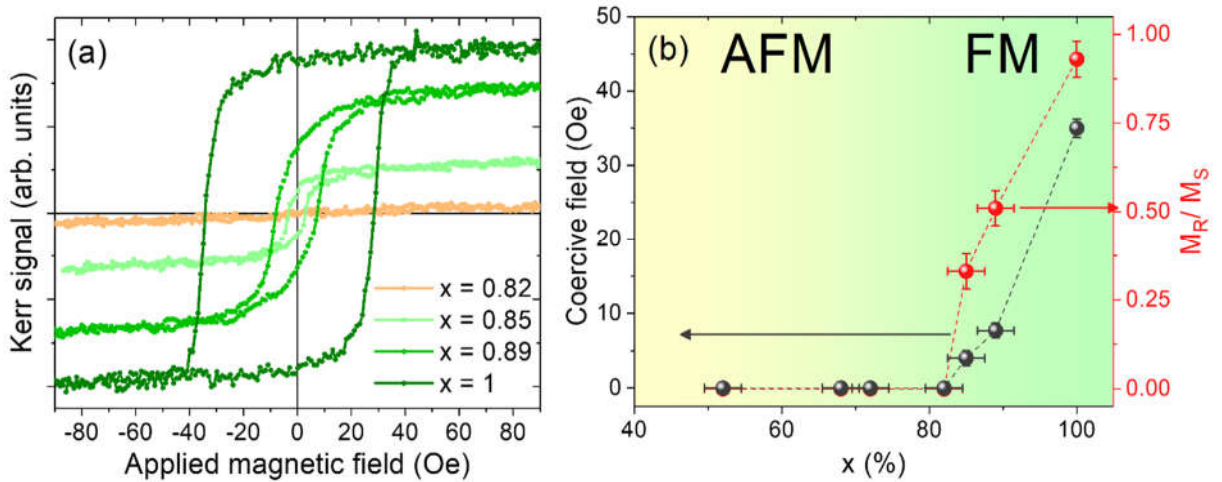 (a)
Kerr signal (arb. units)
x = 0.82
x = 0.85
x = 0.89
x = 1
-80 -60 -40 -20 0 20 40 60 80
Applied magnetic field (Oe)
(b)
AFM FM
Coercive field (Oe)
50
40
30
20
10
0
1.00
0.75
0.50
0.25
0.00
M_R/ M_S
40 60 80 100
x (%)